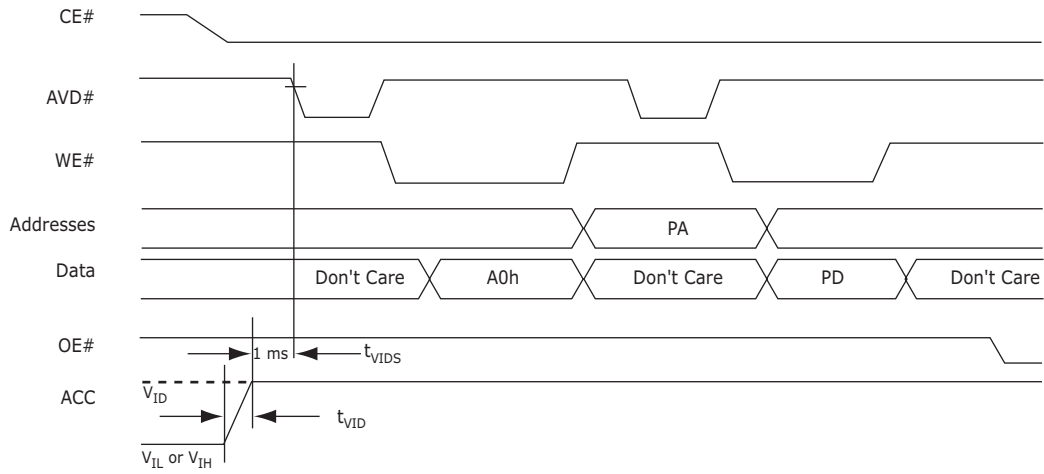 CE#
AVD#
WE#
Addresses
PA
Data
Don't Care
A0h
Don't Care
PD
Don't Care
OE#
1 ms
tVIDS
ACC
VID
tVID
VIL or VIH